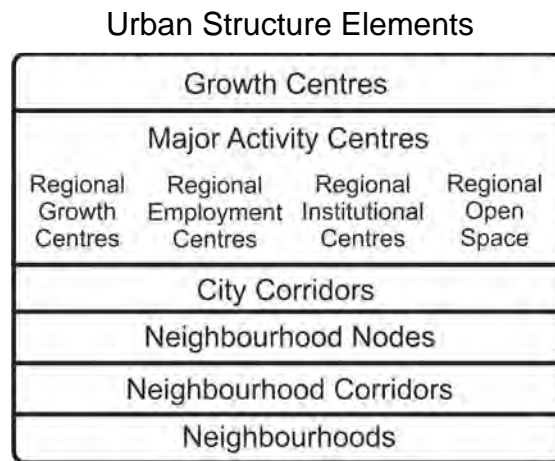 Urban Structure Elements
Growth Centres
Major Activity Centres
Regional Growth Centres
Regional Employment Centres
Regional Institutional Centres
Regional Open Space
City Corridors
Neighbourhood Nodes
Neighbourhood Corridors
Neighbourhoods